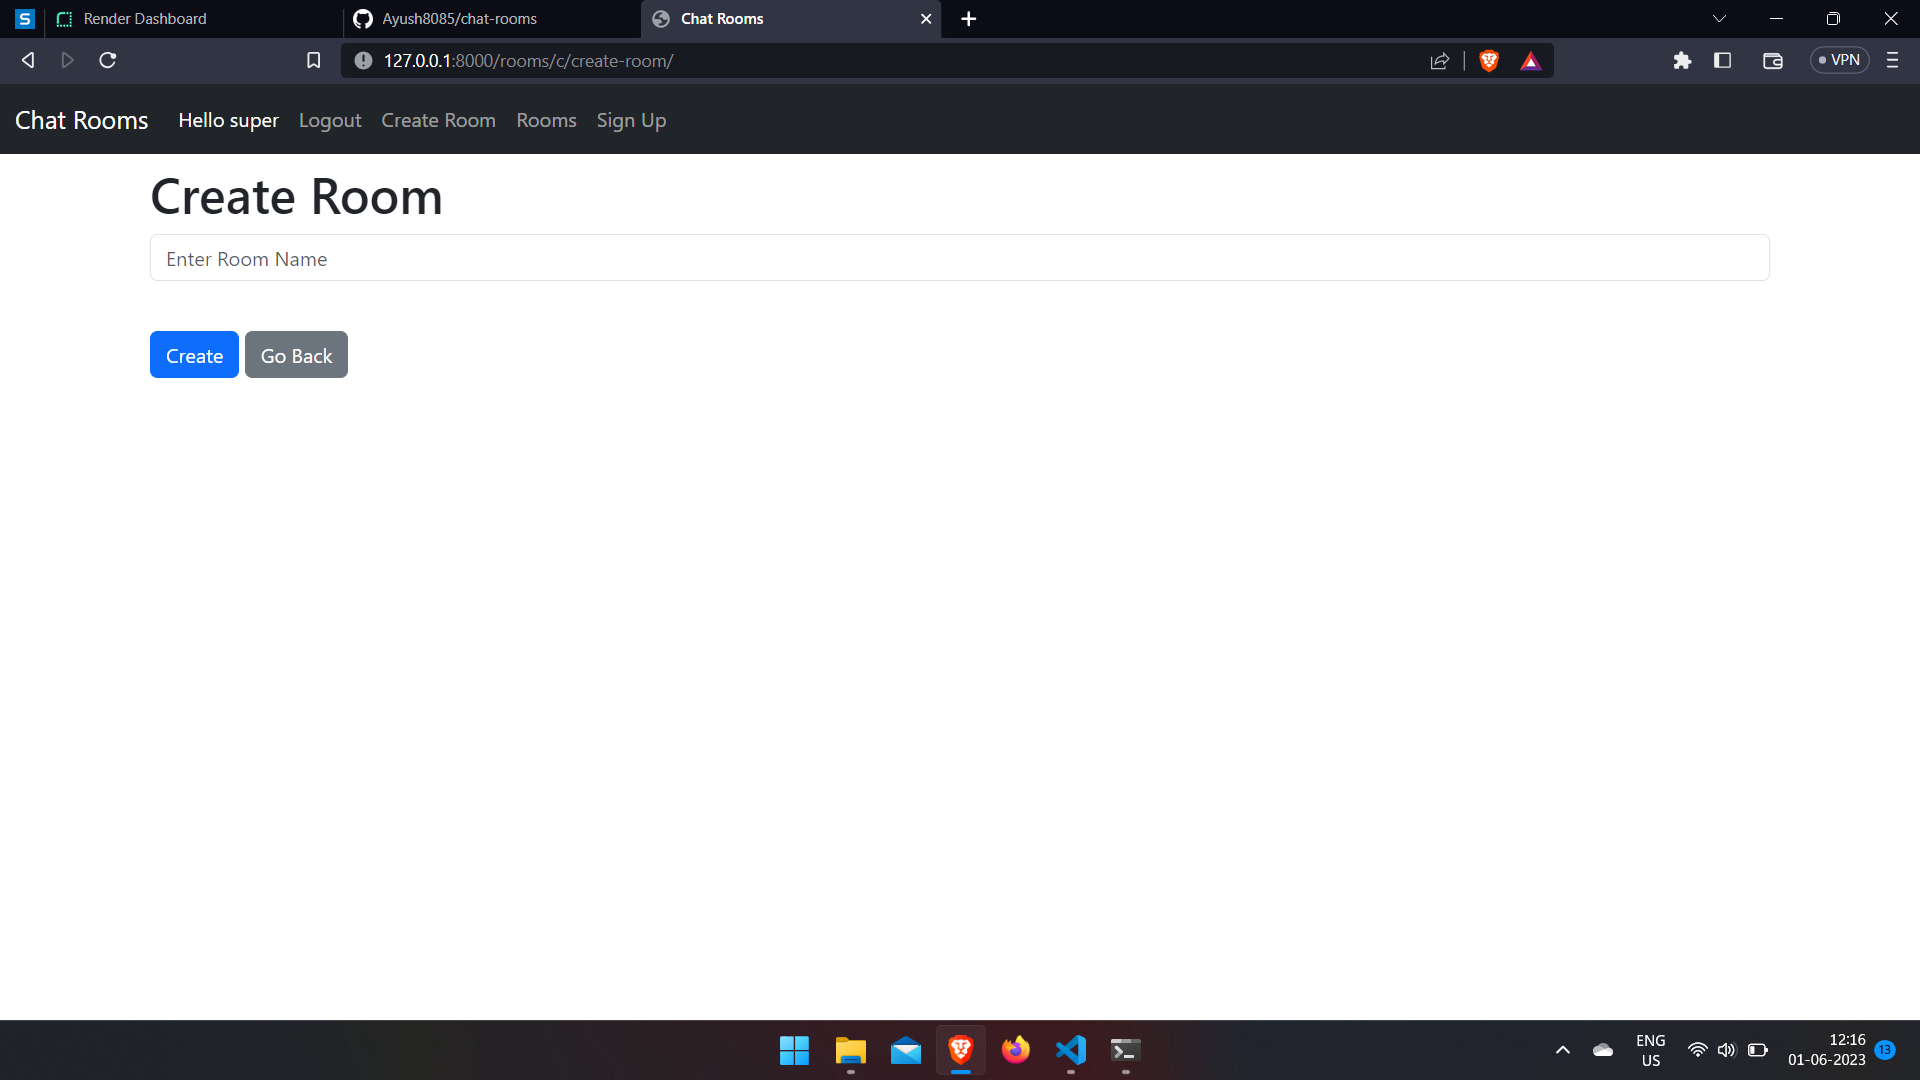 S Render Dashboard Ayush8085/chat-rooms Chat Rooms
127.0.0.1:8000/rooms/c/create-room/ VPN
Chat Rooms Hello super Logout Create Room Rooms Sign Up
Create Room
Enter Room Name
Create Go Back
ENG 12:16
US 01-06-2023 13